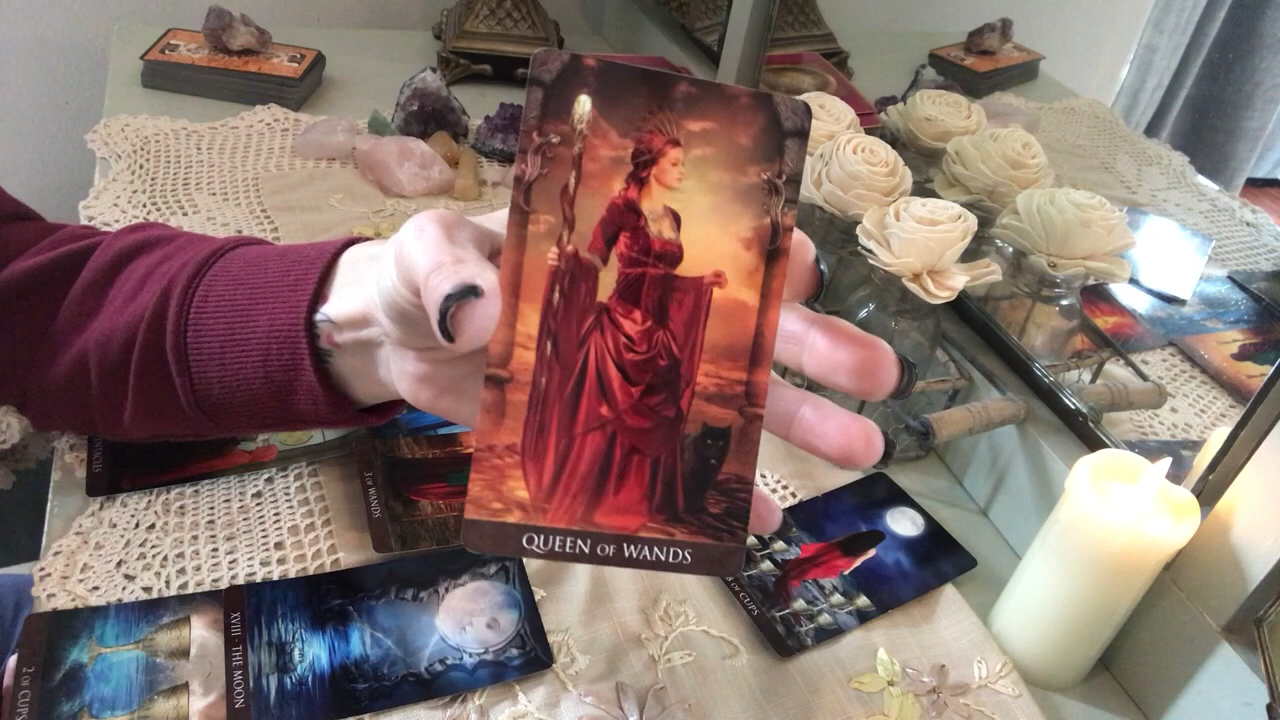 QUEEN OF WANDS
3 OF WANDS
8 OF CUPS
XVIII - THE MOON
2 OF CUPS